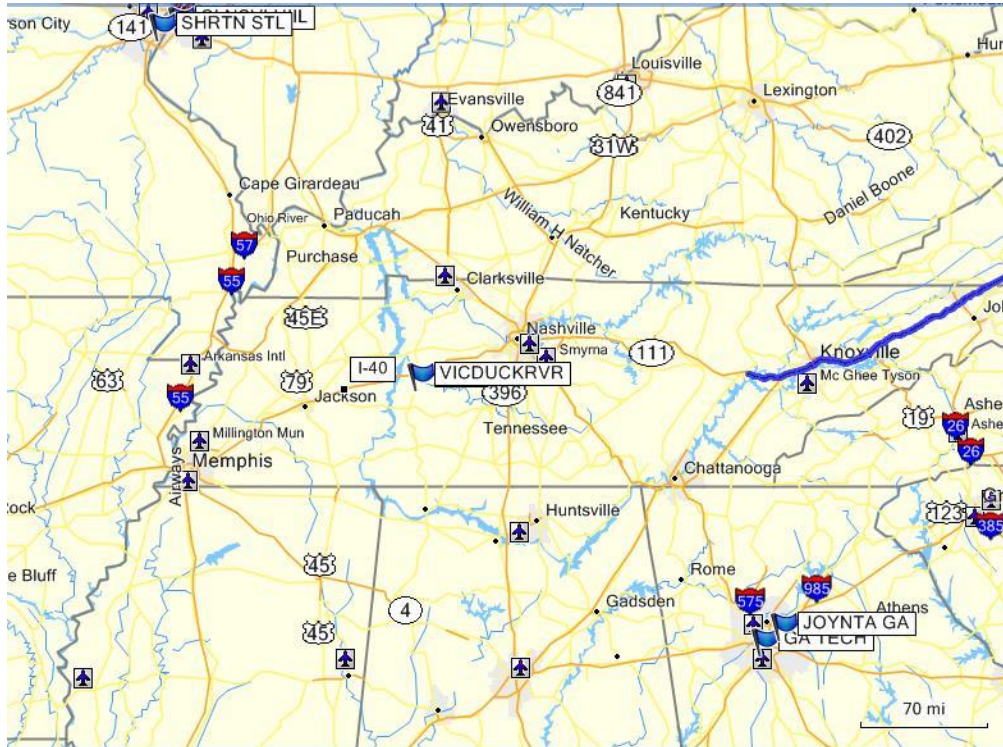 son City
141
SHRTN STL
Louisville
841
Lexington
Evansville
41
Owensboro
31W
402
Cape Girardeau
Daniel Boone
Ohio River
Paducah
William H Natcher
Kentucky
57
Purchase
55
Clarksville
45E
Nashville
Smyrna
111
Knoxville
Arkansas Intl
I-40
VICDUCKRVR
Mc Ghee Tyson
63
79
396
55
Jackson
19
Ashe
Ashe
26
26
Tennessee
Millington Mun
Memphis
Airways
Chattanooga
Huntsville
123
385
45
Rome
Gadsden
575
985
4
Athens
45
JOYNTA GA
GA TECH
e Bluff
70 mi